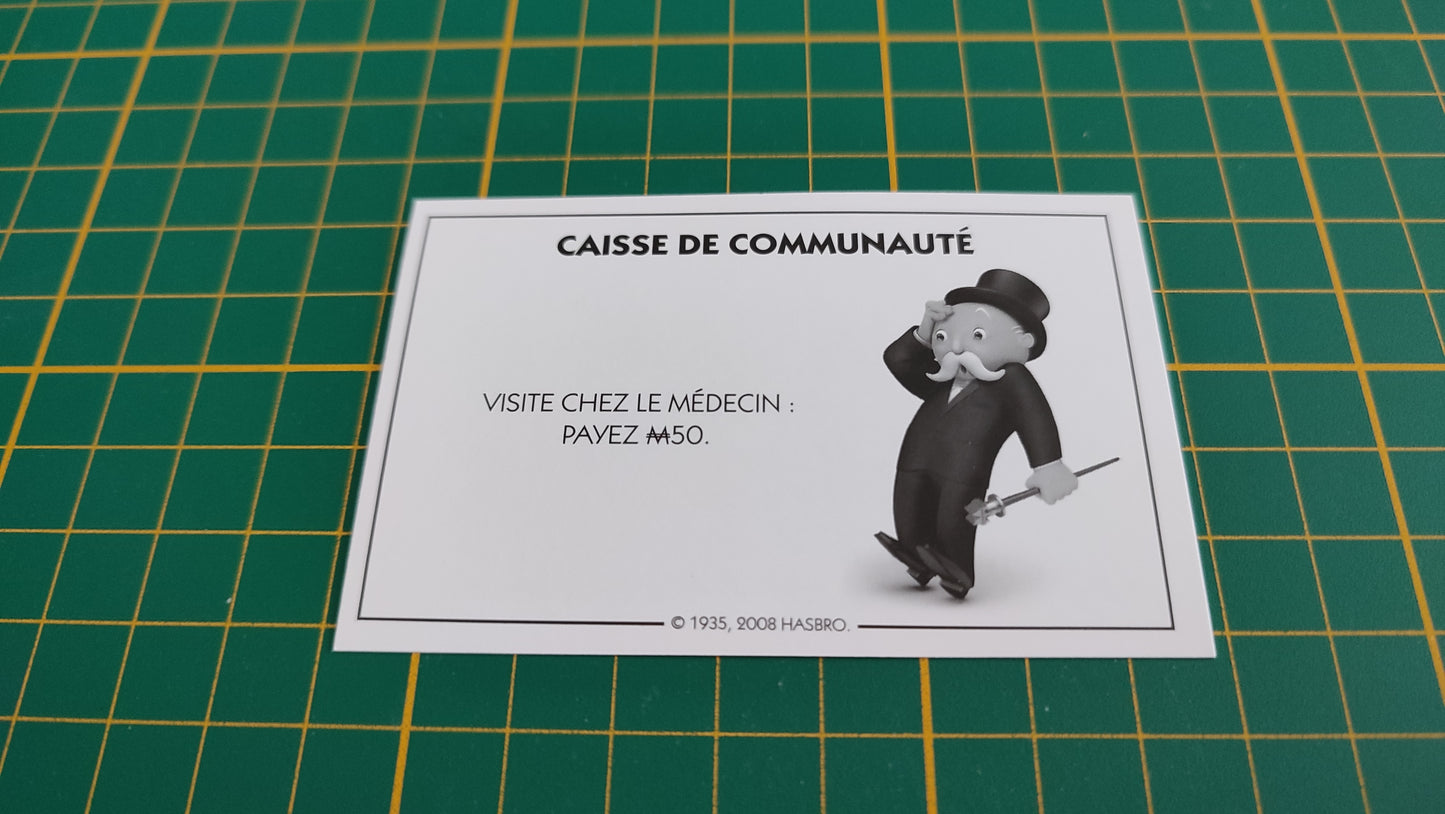 CAISSE DE COMMUNAUTÉ
VISITE CHEZ LE MÉDECIN :
PAYEZ ₩50.
© 1935, 2008 HASBRO.